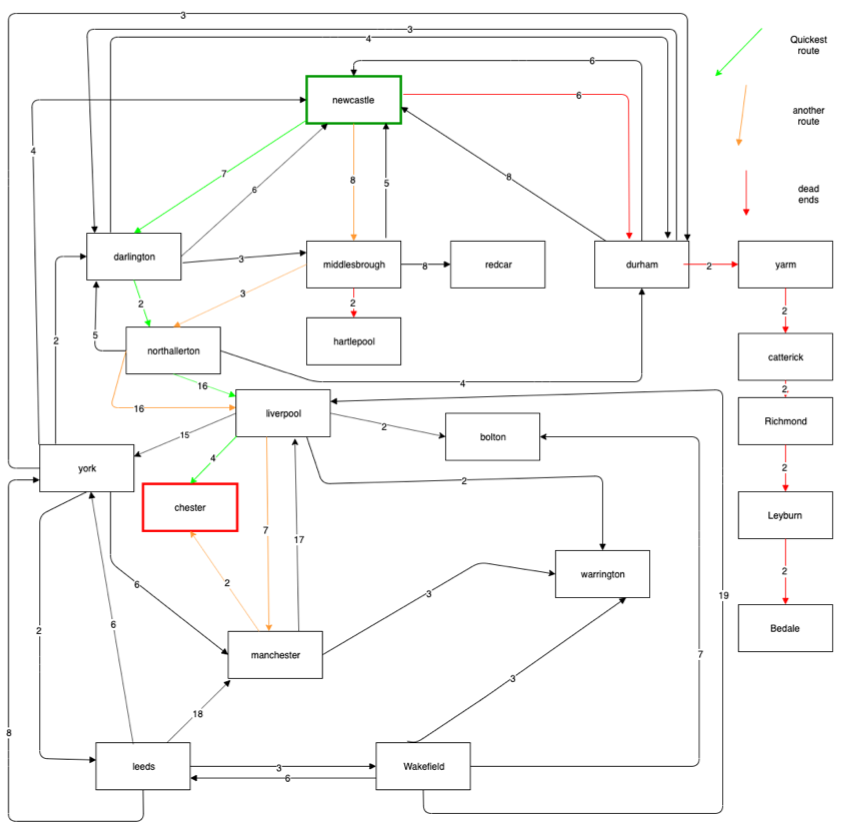 3
3
4
6
Quickest
route
newcastle
6
another
route
4
7
8
5
8
6
dead
ends
darlington
3
middlesbrough
8
redcar
durham
2
yarm
3
2
2
2
hartlepool
2
5
northallerton
catterick
4
16
2
16
liverpool
2
Richmond
15
bolton
york
4
2
chester
2
7
17
Leyburn
2
warrington
6
2
3
19
2
6
Bedale
manchester
7
3
18
8
leeds
3
6
Wakefield